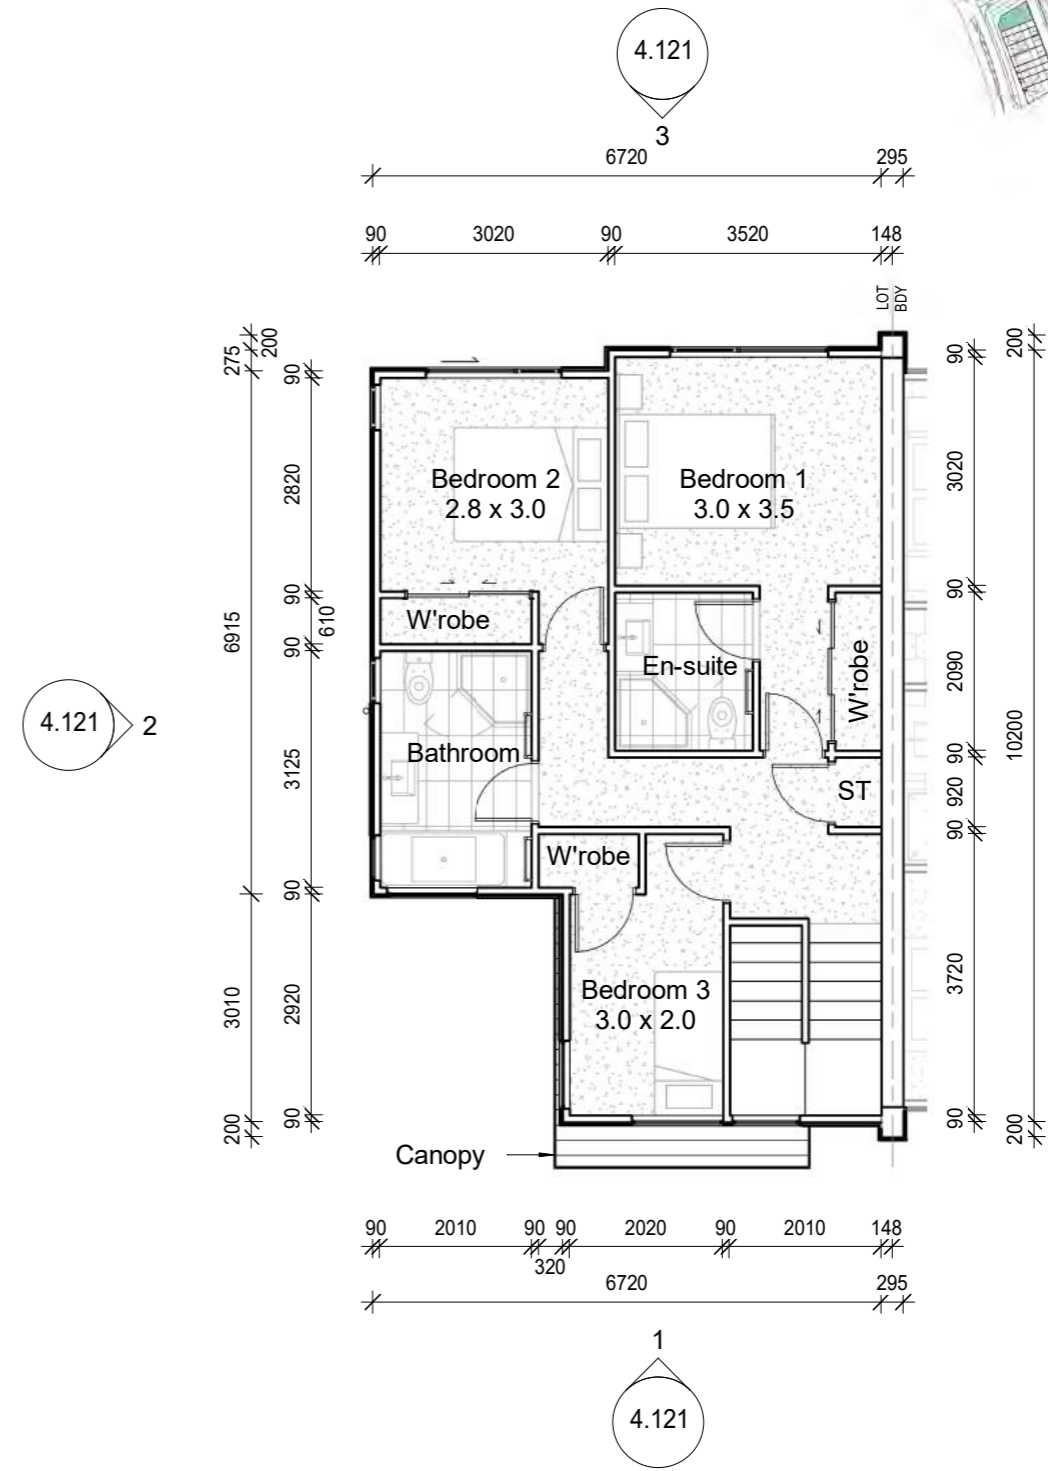 4.121
3
6720 295
90 3020 90 3520 148
LOT
BDY
200
275
6915
3010
200
90
2820
90
610
90
3125
90
2920
90
90
3020
90
2090
90
920
90
3720
90
200
10200
200
Bedroom 2
2.8 x 3.0
Bedroom 1
3.0 x 3.5
W'robe
En-suite
W'robe
4.121 2
Bathroom
ST
W'robe
Bedroom 3
3.0 x 2.0
Canopy
90 2010 90 90 2020 90 2010 148
320
6720 295
1
4.121